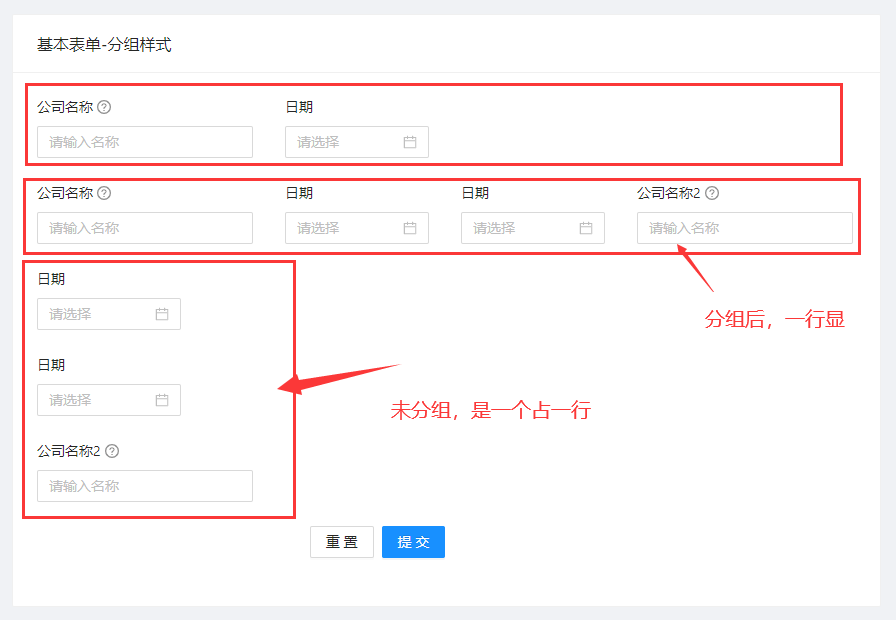 基本表单-分组样式
公司名称 日期
请输入名称 请选择
公司名称 日期 日期 公司名称2
请输入名称 请选择 请选择 请输入名称
日期
请选择
分组后，一行显
日期
请选择
未分组，是一个占一行
公司名称2
请输入名称
重 置 提 交